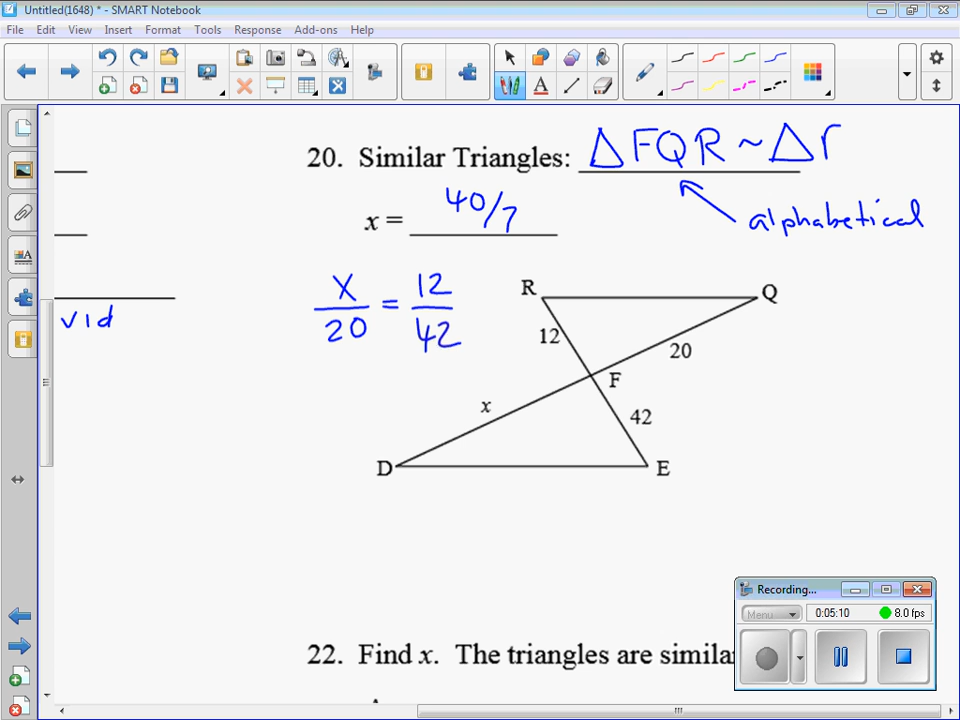 Untitled(1648) * - SMART Notebook
File Edit View Insert Format Tools Response Add-ons Help
20. Similar Triangles: △FQR ~ △r
x = 40/7
alphabetical
x/20 = 12/42
vid
R
Q
12
20
F
x
42
D
E
22. Find x. The triangles are simila
Recording...
Menu
0:05:10
8.0 fps